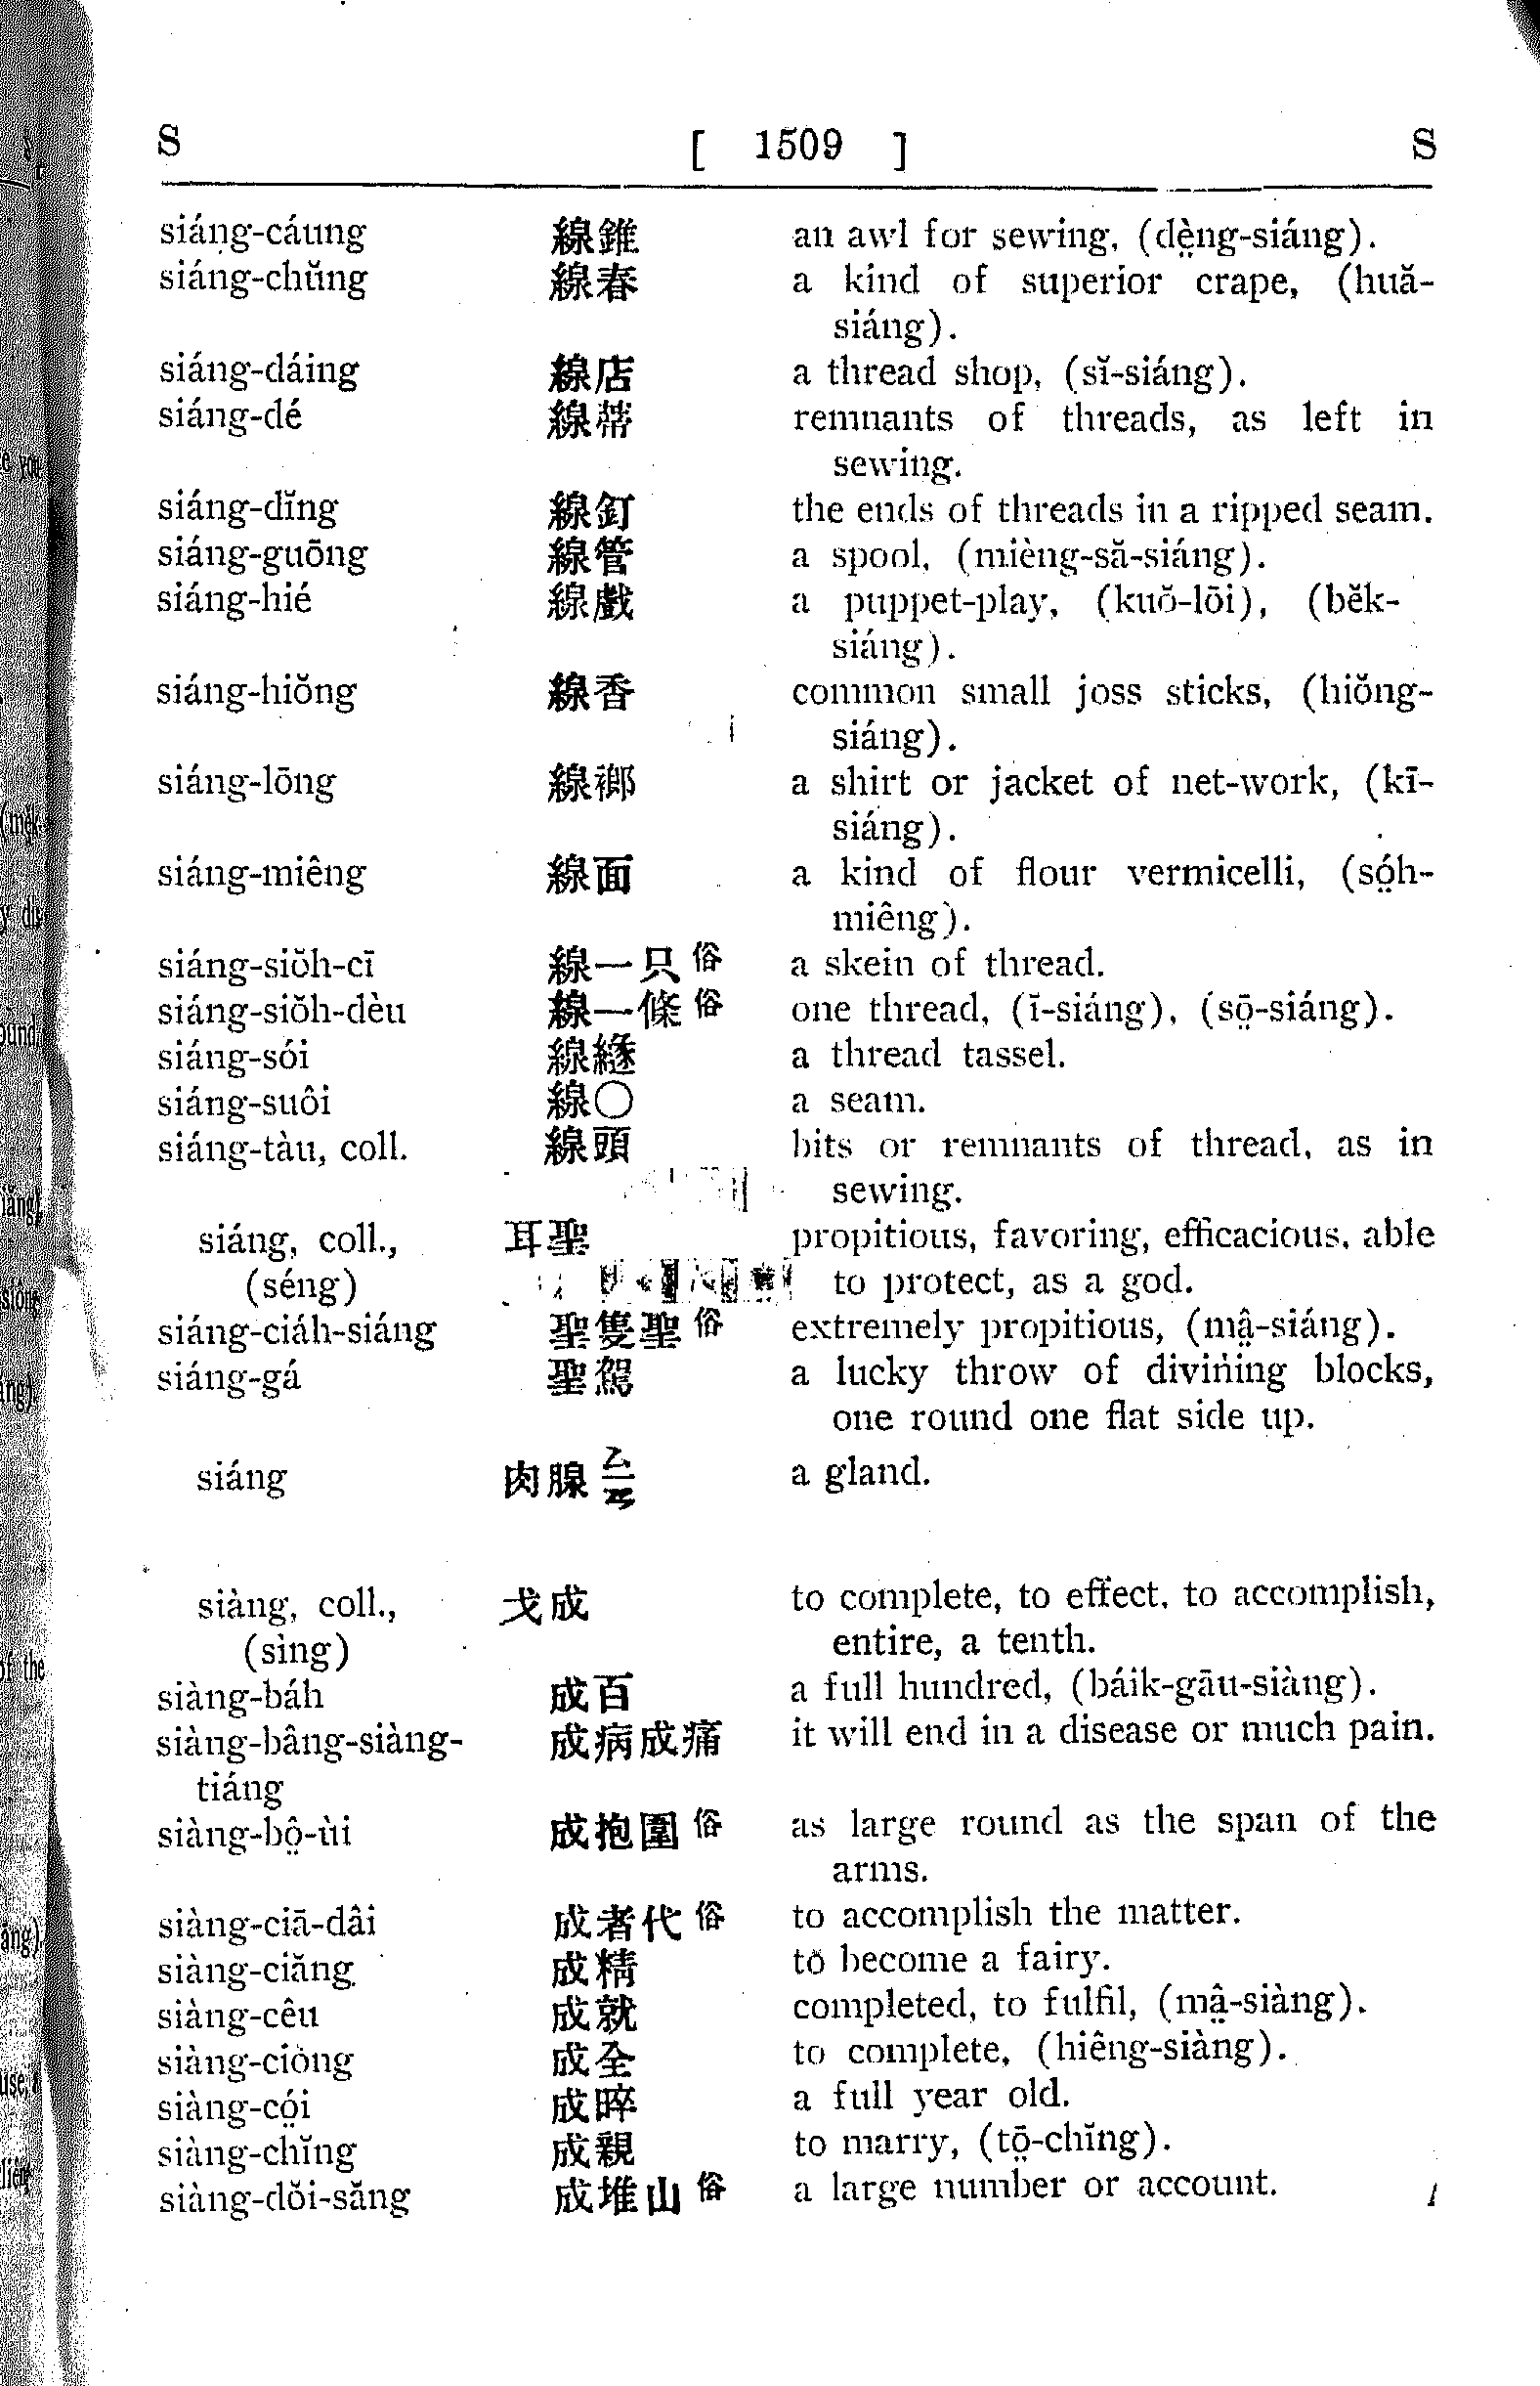 S [ 1509 ] S
siáng-cáung 線錐 an awl for sewing, (dè̤ng-siáng).
siáng-chŭng 線春 a kind of superior crape, (huă-
siáng).
siáng-dáing 線店 a thread shop, (sĭ-siáng).
siáng-dé 線蒂 remnants of threads, as left in
sewing.
siáng-dĭng 線釘 the ends of threads in a ripped seam.
siáng-guōng 線管 a spool, (mièng-să-siáng).
siáng-hié 線戲 a puppet-play, (kuŏ-lōi), (bĕk-
siáng).
siáng-hiŏng 線香 common small joss sticks, (hiŏng-
siáng).
siáng-lōng 線 a shirt or jacket of net-work, (kī-
siáng).
siáng-miêng 線面 a kind of flour vermicelli, (só̤h-
miêng).
siáng-siŏh-cī 線一只俗 a skein of thread.
siáng-siŏh-dèu 線一條俗 one thread, (ī-siáng), (sō̤-siáng).
siáng-sói 線繸 a thread tassel.
siáng-suôi 線〇 a seam.
siáng-tàu, coll. 線頭 bits or remnants of thread, as in
sewing.
siáng, coll., 耳聖 propitious, favoring, efficacious, able
(séng) to protect, as a god.
siáng-ciáh-siáng 聖隻聖俗 extremely propitious, (mâ̤-siáng).
siáng-gá 聖駕 a lucky throw of divining blocks,
one round one flat side up.
siáng 肉腺 a gland.
siàng, coll., 戈成 to complete, to effect, to accomplish,
(sìng) entire, a tenth.
siàng-báh 成百 a full hundred, (báik-gāu-siàng).
siàng-bâng-siàng- 成病成痛 it will end in a disease or much pain.
tiáng
siàng-bô̤-ùi 成抱圍俗 as large round as the span of the
arms.
siàng-ciā-dâi 成者代俗 to accomplish the matter.
siàng-ciăng 成精 to become a fairy.
siàng-cêu 成就 completed, to fulfil, (mâ̤-siàng).
siàng-ciòng 成全 to complete, (hiêng-siàng).
siàng-có̤i 成晬 a full year old.
siàng-chĭng 成親 to marry, (tō̤-chĭng).
siàng-dŏi-săng 成堆山俗 a large number or account.